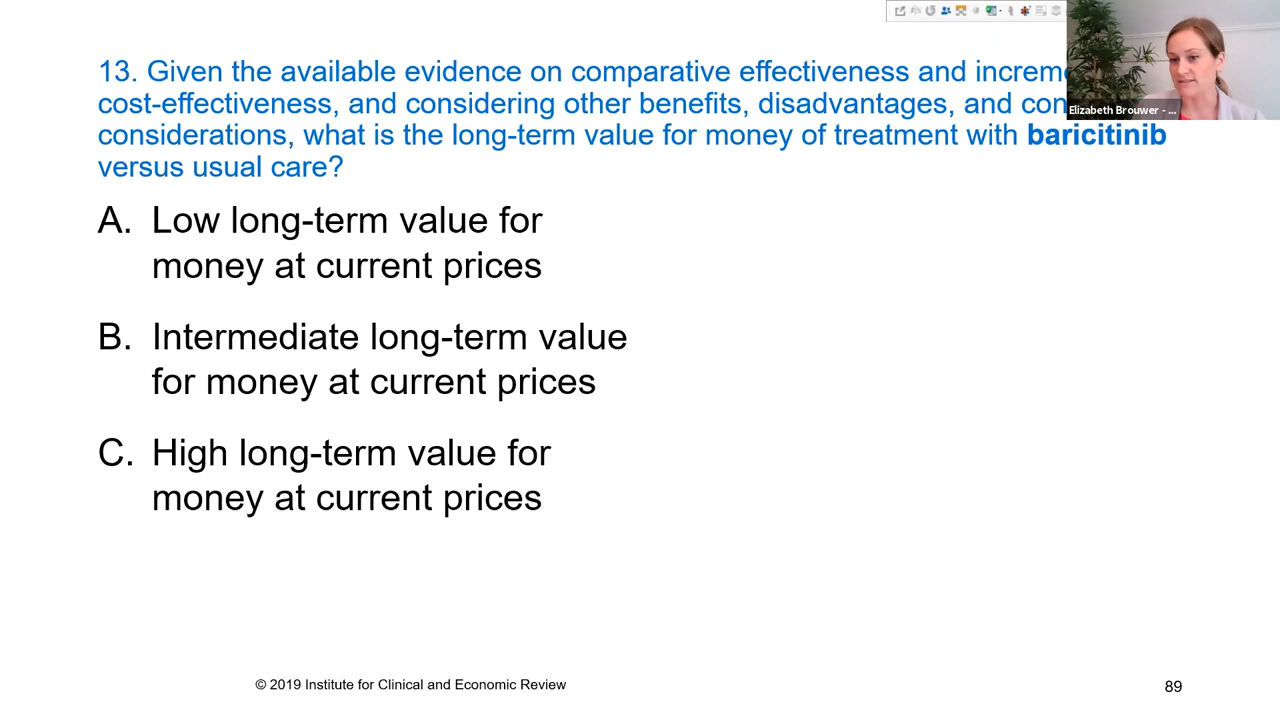 13. Given the available evidence on comparative effectiveness and
cost-effectiveness, and considering other benefits, disadvantages, and
considerations, what is the long-term value for money of treatment with baricitinib
versus usual care?
A. Low long-term value for
money at current prices
B. Intermediate long-term value
for money at current prices
C. High long-term value for
money at current prices
Elizabeth Brouwer - ...
© 2019 Institute for Clinical and Economic Review
89